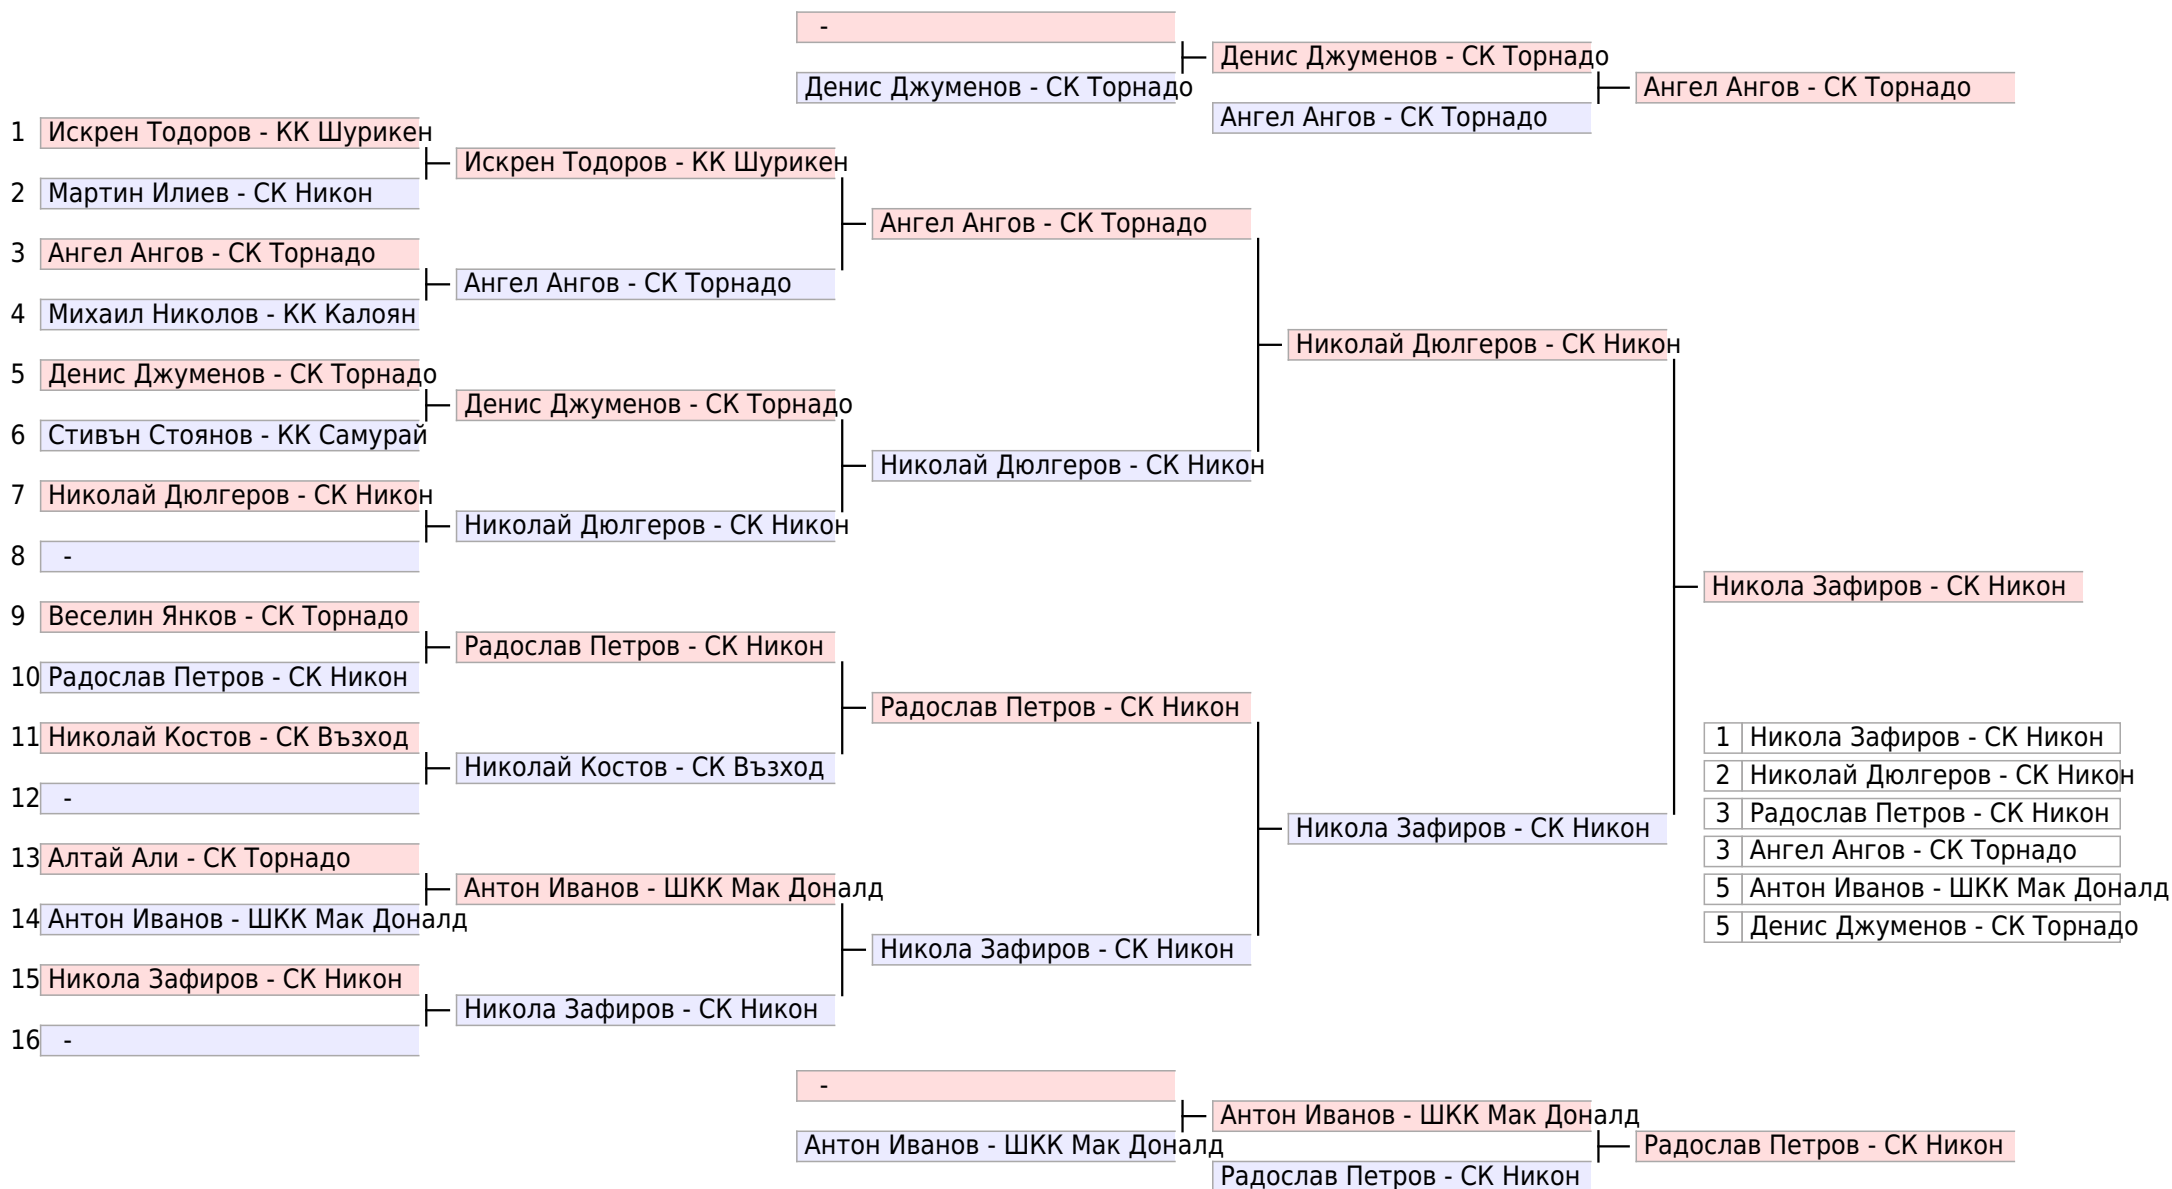 -
Денис Джуменов - СК Торнадо
Денис Джуменов - СК Торнадо
Ангел Ангов - СК Торнадо
Ангел Ангов - СК Торнадо
1 Искрен Тодоров - КК Шурикен
Искрен Тодоров - КК Шурикен
2 Мартин Илиев - СК Никон
Ангел Ангов - СК Торнадо
3 Ангел Ангов - СК Торнадо
Ангел Ангов - СК Торнадо
4 Михаил Николов - КК Калоян
Николай Дюлгеров - СК Никон
5 Денис Джуменов - СК Торнадо
Денис Джуменов - СК Торнадо
6 Стивън Стоянов - КК Самурай
Николай Дюлгеров - СК Никон
7 Николай Дюлгеров - СК Никон
Николай Дюлгеров - СК Никон
8 -
Никола Зафиров - СК Никон
9 Веселин Янков - СК Торнадо
Радослав Петров - СК Никон
10 Радослав Петров - СК Никон
Радослав Петров - СК Никон
11 Николай Костов - СК Възход
Николай Костов - СК Възход
12 -
Никола Зафиров - СК Никон
13 Алтай Али - СК Торнадо
Антон Иванов - ШКК Мак Доналд
14 Антон Иванов - ШКК Мак Доналд
Никола Зафиров - СК Никон
15 Никола Зафиров - СК Никон
Никола Зафиров - СК Никон
16 -
1 Никола Зафиров - СК Никон
2 Николай Дюлгеров - СК Никон
3 Радослав Петров - СК Никон
3 Ангел Ангов - СК Торнадо
5 Антон Иванов - ШКК Мак Доналд
5 Денис Джуменов - СК Торнадо
-
Антон Иванов - ШКК Мак Доналд
Антон Иванов - ШКК Мак Доналд
Радослав Петров - СК Никон
Радослав Петров - СК Никон